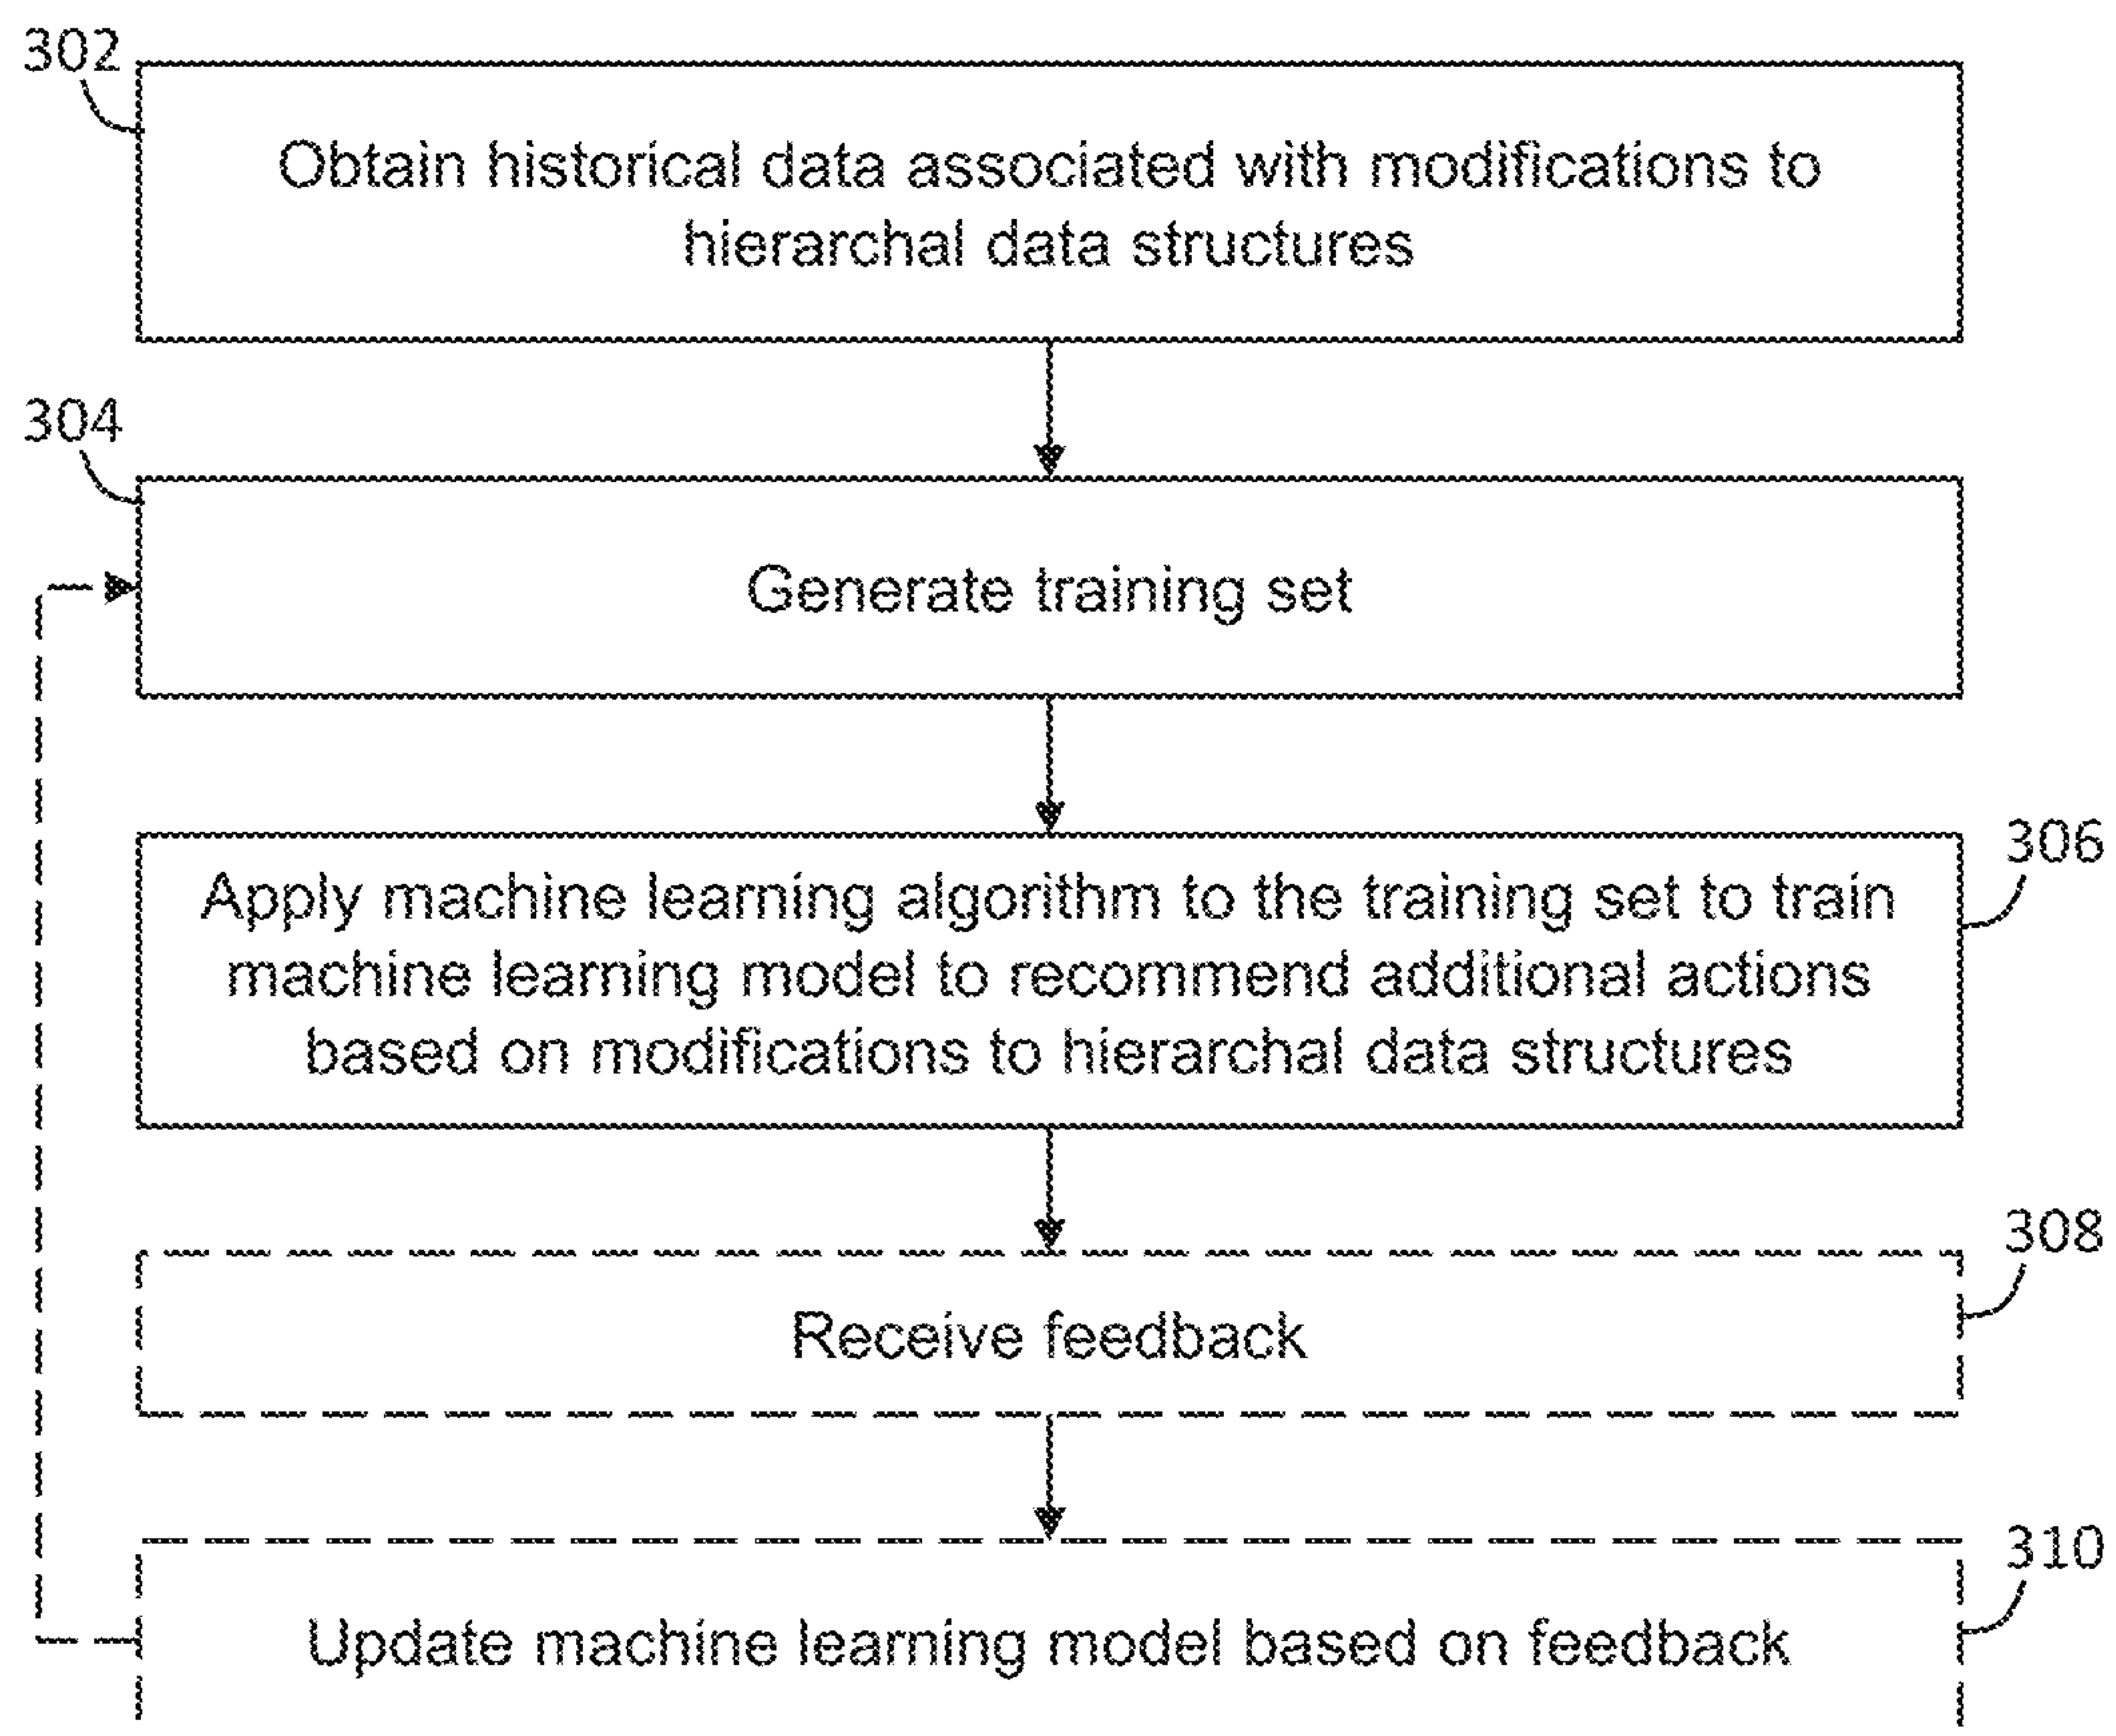 302
Obtain historical data associated with modifications to
hierarchal data structures
304
Generate training set
306
Apply machine learning algorithm to the training set to train
machine learning model to recommend additional actions
based on modifications to hierarchal data structures
308
Receive feedback
310
Update machine learning model based on feedback